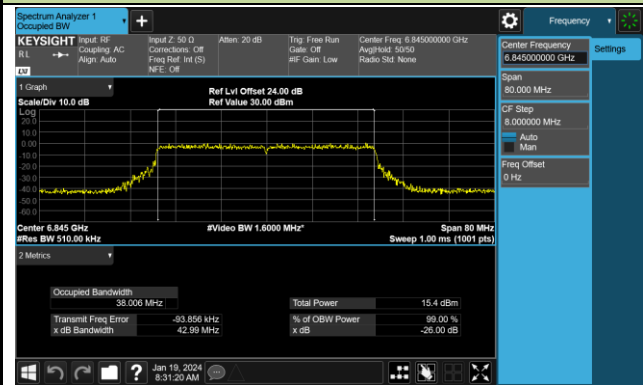 Spectrum Analyzer 1
Occupied BW
Frequency
KEYSIGHT
R L
LXI
Input: RF
Coupling: AC
Align: Auto
Input Z: 50 Ω
Corrections: Off
Freq Ref: Int (S)
NFE: Off
Atten: 20 dB
Trig: Free Run
Gate: Off
#IF Gain: Low
Center Freq: 6.845000000 GHz
Avg|Hold: 50/50
Radio Std: None
Center Frequency
6.845000000 GHz
Settings
Span
80.000 MHz
CF Step
8.000000 MHz
Auto
Man
Freq Offset
0 Hz
1 Graph
Scale/Div 10.0 dB
Ref Lvl Offset 24.00 dB
Ref Value 30.00 dBm
Log
20.0
10.0
0.00
-10.0
-20.0
-30.0
-40.0
-50.0
-60.0
Center 6.845 GHz
#Res BW 510.00 kHz
#Video BW 1.6000 MHz*
Span 80 MHz
Sweep 1.00 ms (1001 pts)
2 Metrics
Occupied Bandwidth
38.006 MHz
Total Power
15.4 dBm
Transmit Freq Error
-93.856 kHz
% of OBW Power
99.00 %
x dB Bandwidth
42.99 MHz
x dB
-26.00 dB
?
Jan 19, 2024
8:31:20 AM